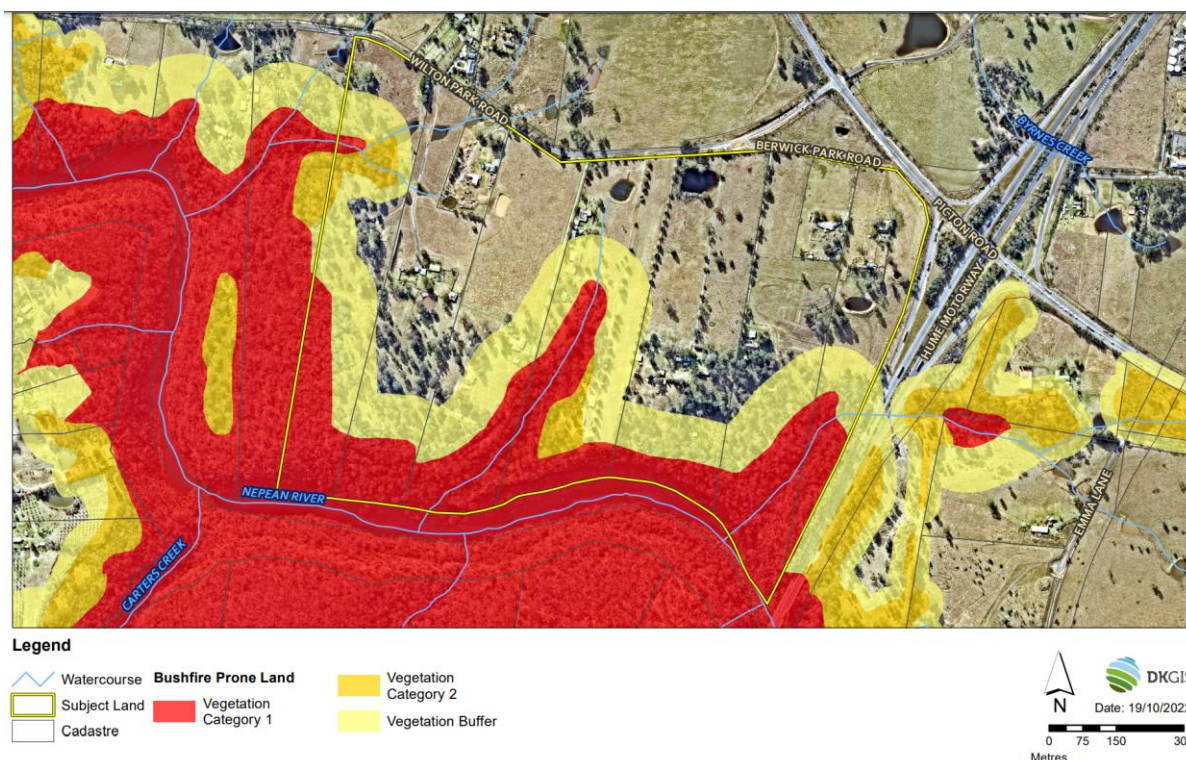 WILTON PARK ROAD
BERWICK PARK ROAD
BYRNES CREEK
PICTON ROAD
HUME MOTORWAY
NEPEAN RIVER
EMMA LANE
CARTERS CREEK
Legend
Watercourse
Subject Land
Cadastre
Bushfire Prone Land
Vegetation
Category 1
Vegetation
Category 2
Vegetation Buffer
N
DKGIS
Date: 19/10/2022
0 75 150 30
Metres